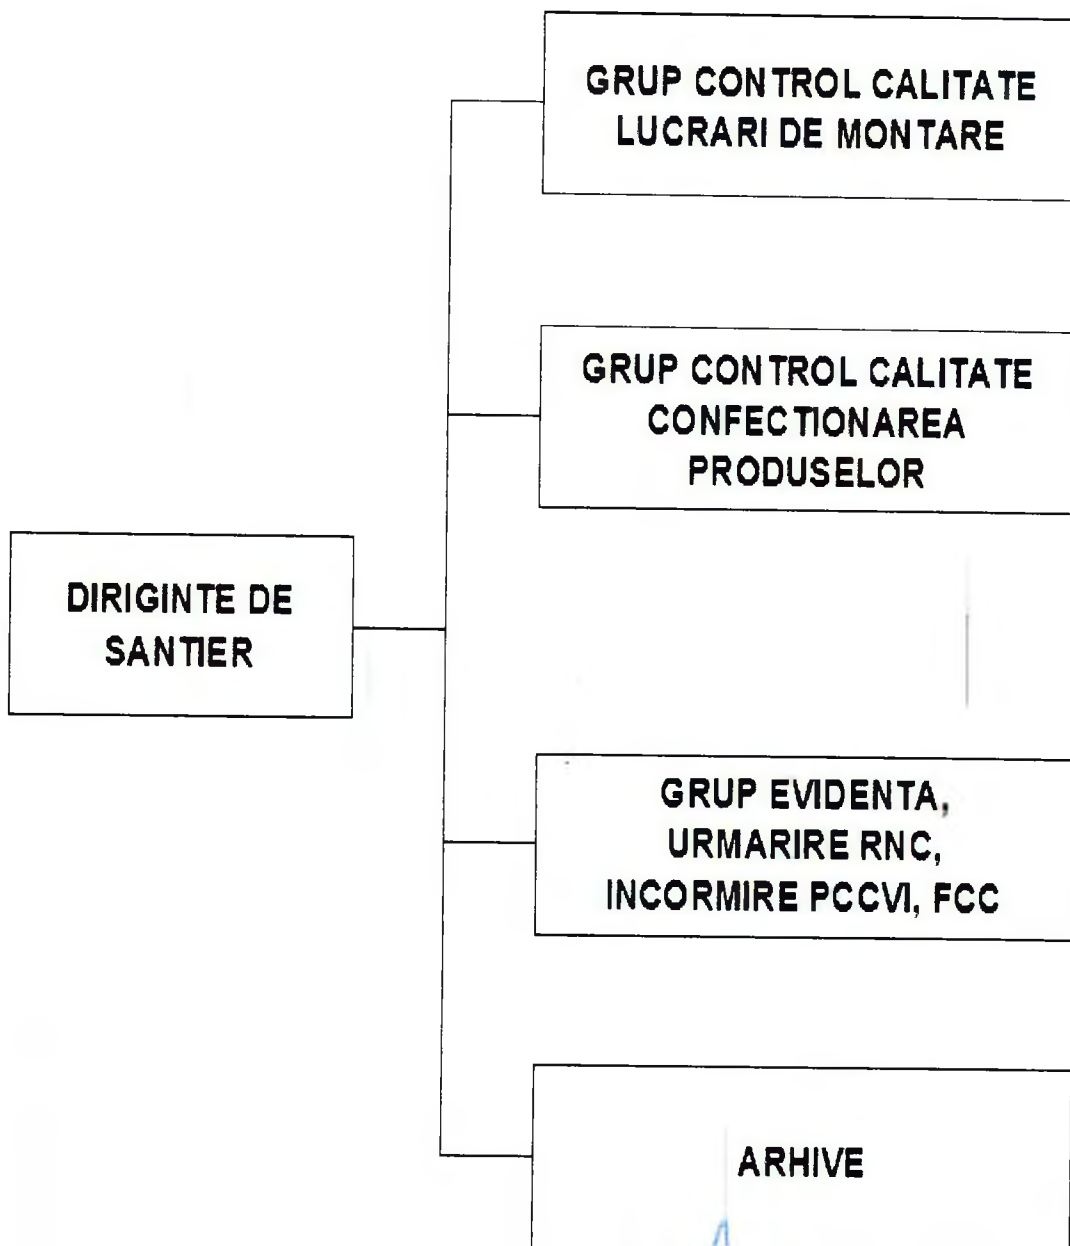 GRUP CONTROL CALITATE
LUCRARI DE MONTARE
GRUP CONTROL CALITATE
CONFECTIONAREA
PRODUSELOR
DIRIGINTE DE
SANTIER
GRUP EVIDENTA,
URMARIRE RNC,
INCORMIRE PCCVI, FCC
ARHIVE